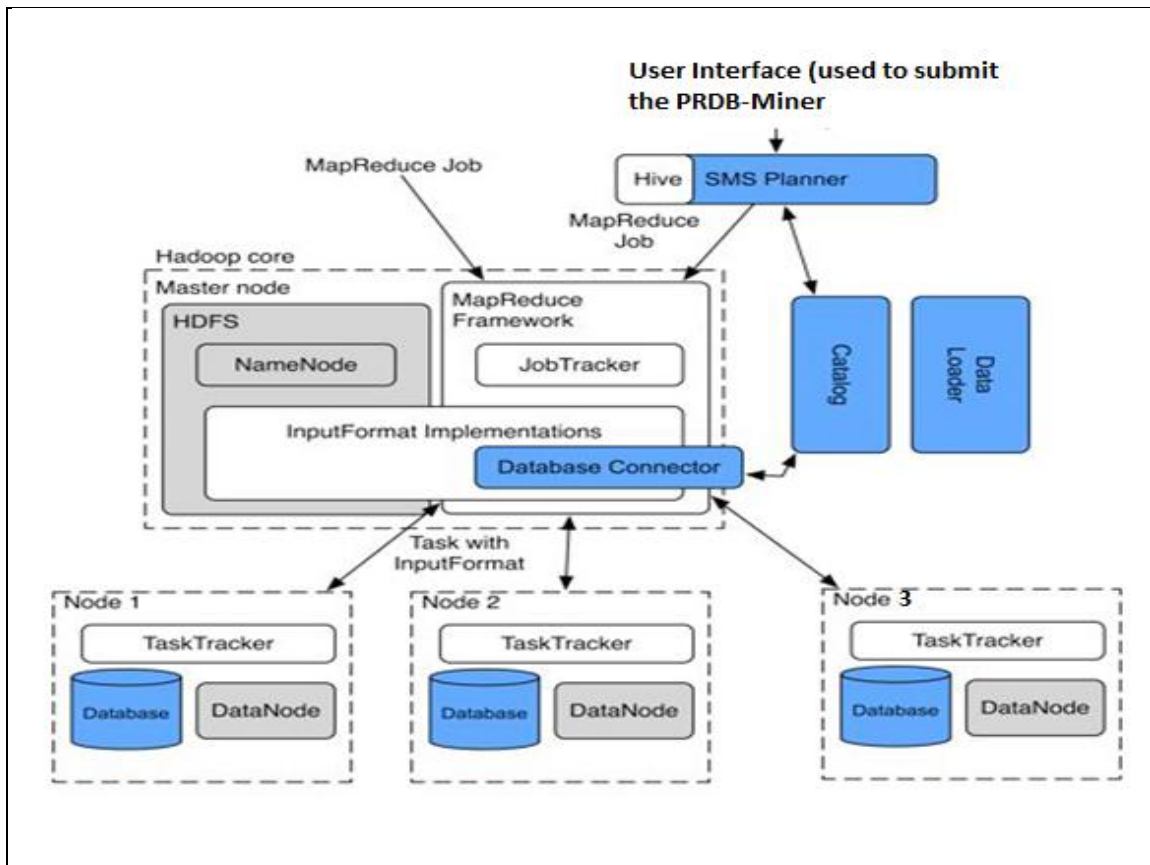 User Interface (used to submit
the PRDB-Miner
MapReduce Job
Hive
SMS Planner
MapReduce
Job
Hadoop core
Master node
HDFS
NameNode
MapReduce
Framework
JobTracker
InputFormat Implementations
Database Connector
Catalog
Data
Loader
Task with
InputFormat
Node 1
TaskTracker
Database
DataNode
Node 2
TaskTracker
Database
DataNode
Node 3
TaskTracker
Database
DataNode